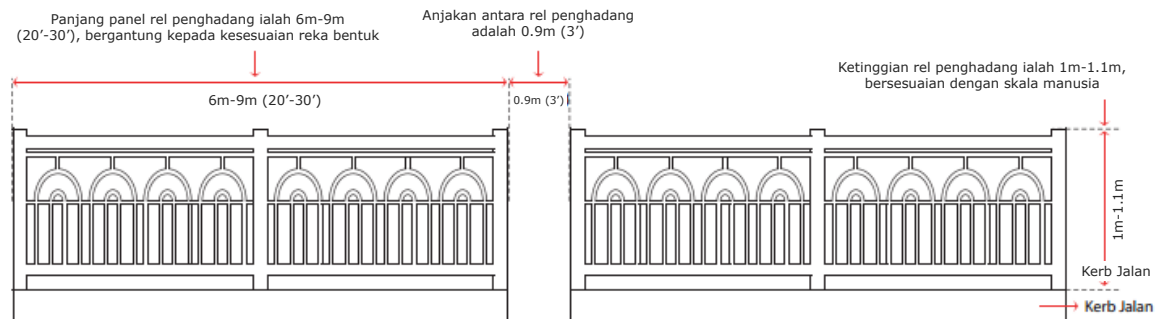 Panjang panel rel penghadang ialah 6m-9m
(20'-30'), bergantung kepada kesesuaian reka bentuk
Anjakan antara rel penghadang
adalah 0.9m (3')
Ketinggian rel penghadang ialah 1m-1.1m,
bersesuaian dengan skala manusia
6m-9m (20'-30')
0.9m (3')
1m-1.1m
Kerb Jalan
Kerb Jalan